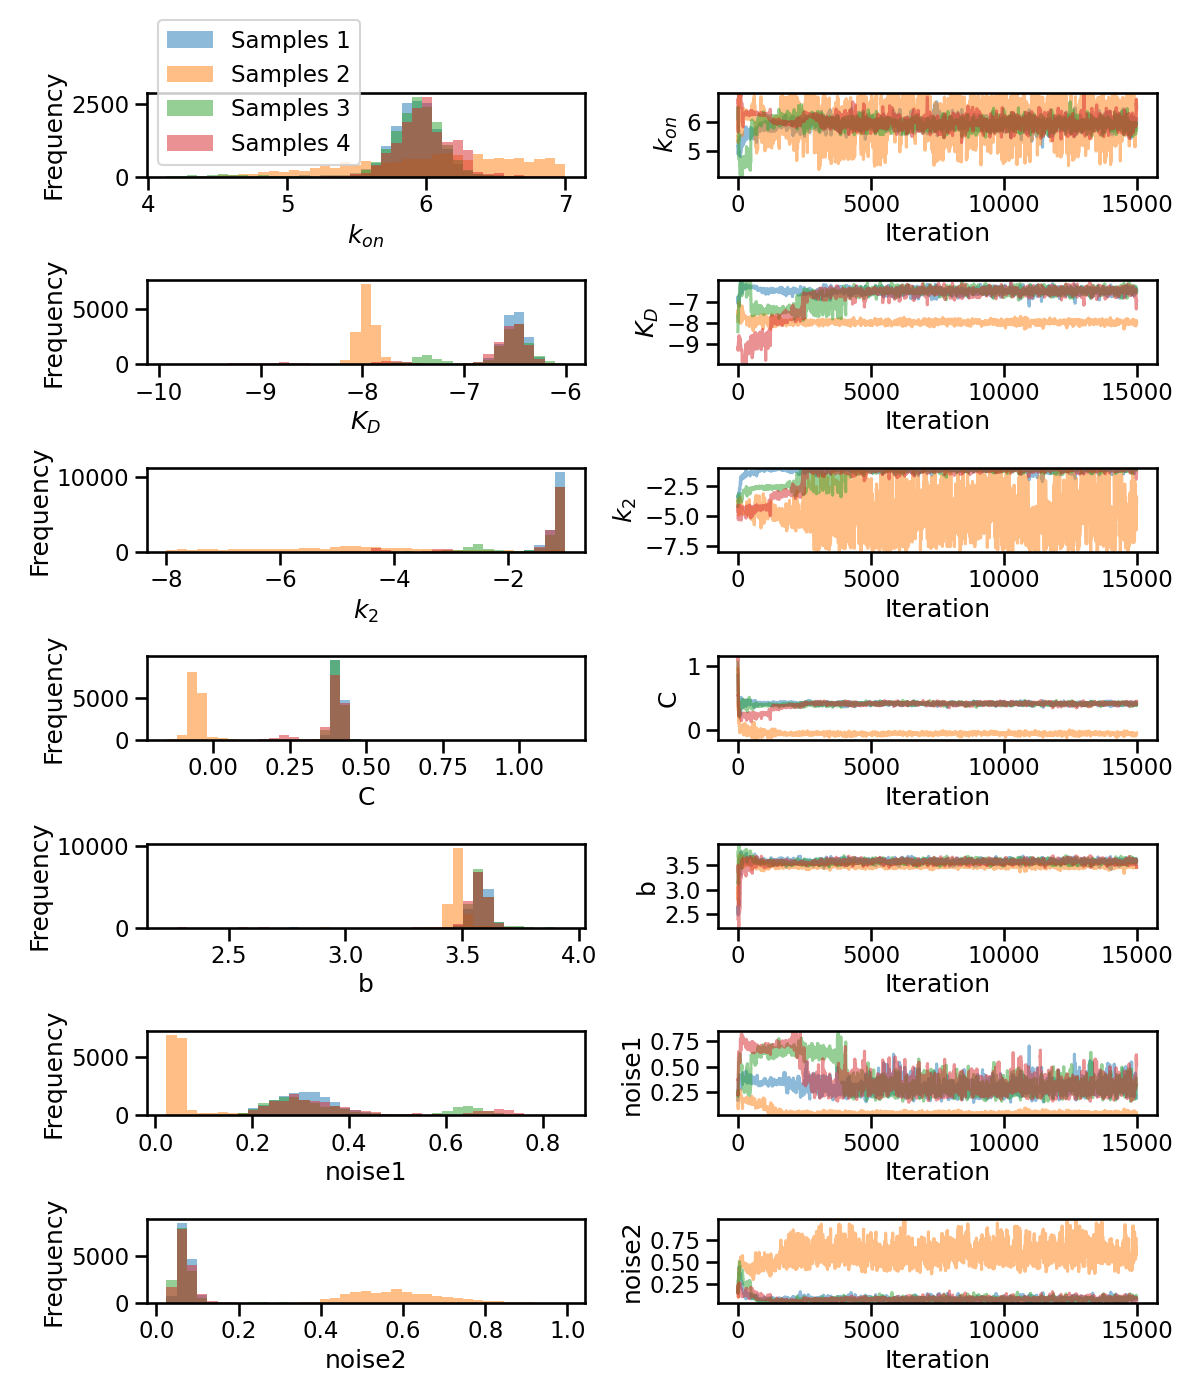 Samples 1
Samples 2
Samples 3
Samples 4
Frequency
2500
0
4 5 6 7
k_on
k_on
6
5
0 5000 10000 15000
Iteration
Frequency
5000
0
−10 −9 −8 −7 −6
K_D
K_D
−7
−8
−9
0 5000 10000 15000
Iteration
Frequency
10000
0
−8 −6 −4 −2
k_2
k_2
−2.5
−5.0
−7.5
0 5000 10000 15000
Iteration
Frequency
5000
0
0.00 0.25 0.50 0.75 1.00
C
C
1
0
0 5000 10000 15000
Iteration
Frequency
10000
0
2.5 3.0 3.5 4.0
b
b
3.5
3.0
2.5
0 5000 10000 15000
Iteration
Frequency
5000
0
0.0 0.2 0.4 0.6 0.8
noise1
noise1
0.75
0.50
0.25
0 5000 10000 15000
Iteration
Frequency
5000
0
0.0 0.2 0.4 0.6 0.8 1.0
noise2
noise2
0.75
0.50
0.25
0 5000 10000 15000
Iteration